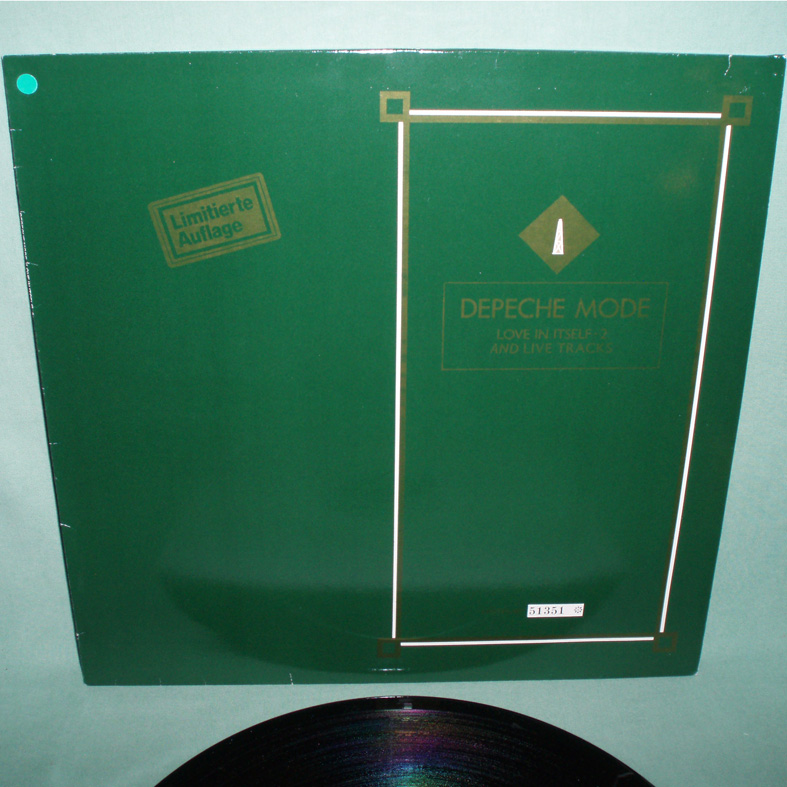 Limitierte
Auflage
DEPECHE MODE
LOVE IN ITSELF·2
AND LIVE TRACKS
51351